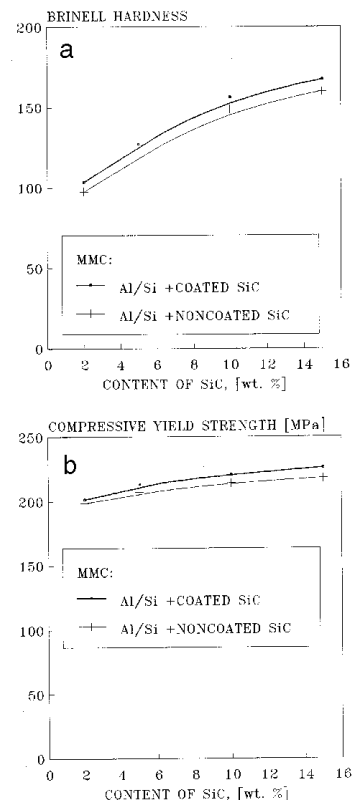 BRINELL HARDNESS
200
a
150
100
50
0
MMC:
Al/Si +COATED SiC
Al/Si +NONCOATED SiC
0 2 4 6 8 10 12 14 16
CONTENT OF SiC, [wt. %]
COMPRESSIVE YIELD STRENGTH [MPa]
250
b
200
150
100
50
0
MMC:
Al/Si +COATED SiC
Al/Si +NONCOATED SiC
0 2 4 6 8 10 12 14 16
CONTENT OF SiC, [wt. %]